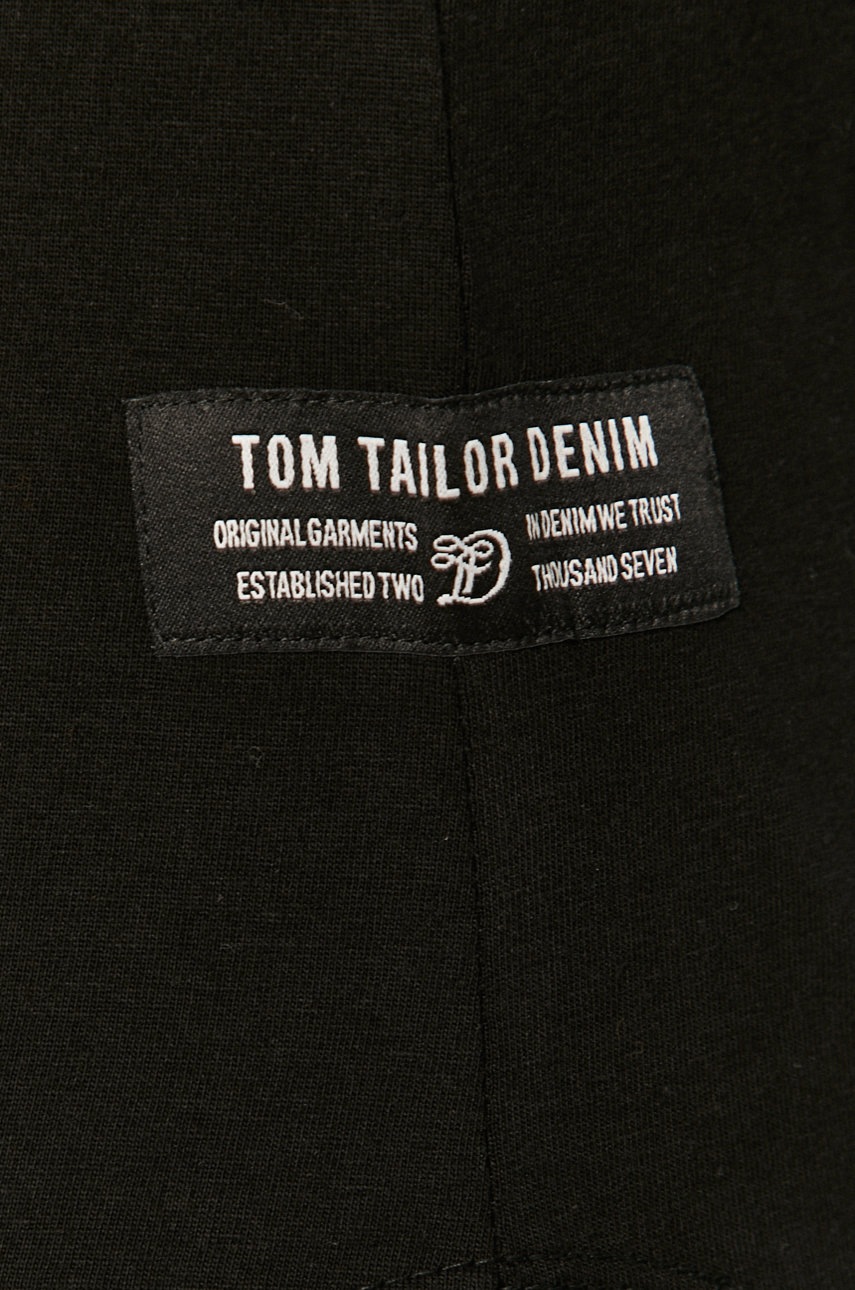 TOM TAILOR DENIM
ORIGINAL GARMENTS IN DENIM WE TRUST
ESTABLISHED TWO THOUSAND SEVEN